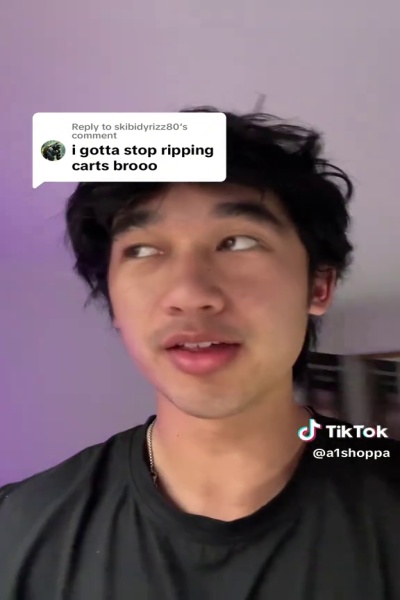 Reply to skibidyrizz80's
comment
i gotta stop ripping
carts brooo
TikTok
@a1shoppa